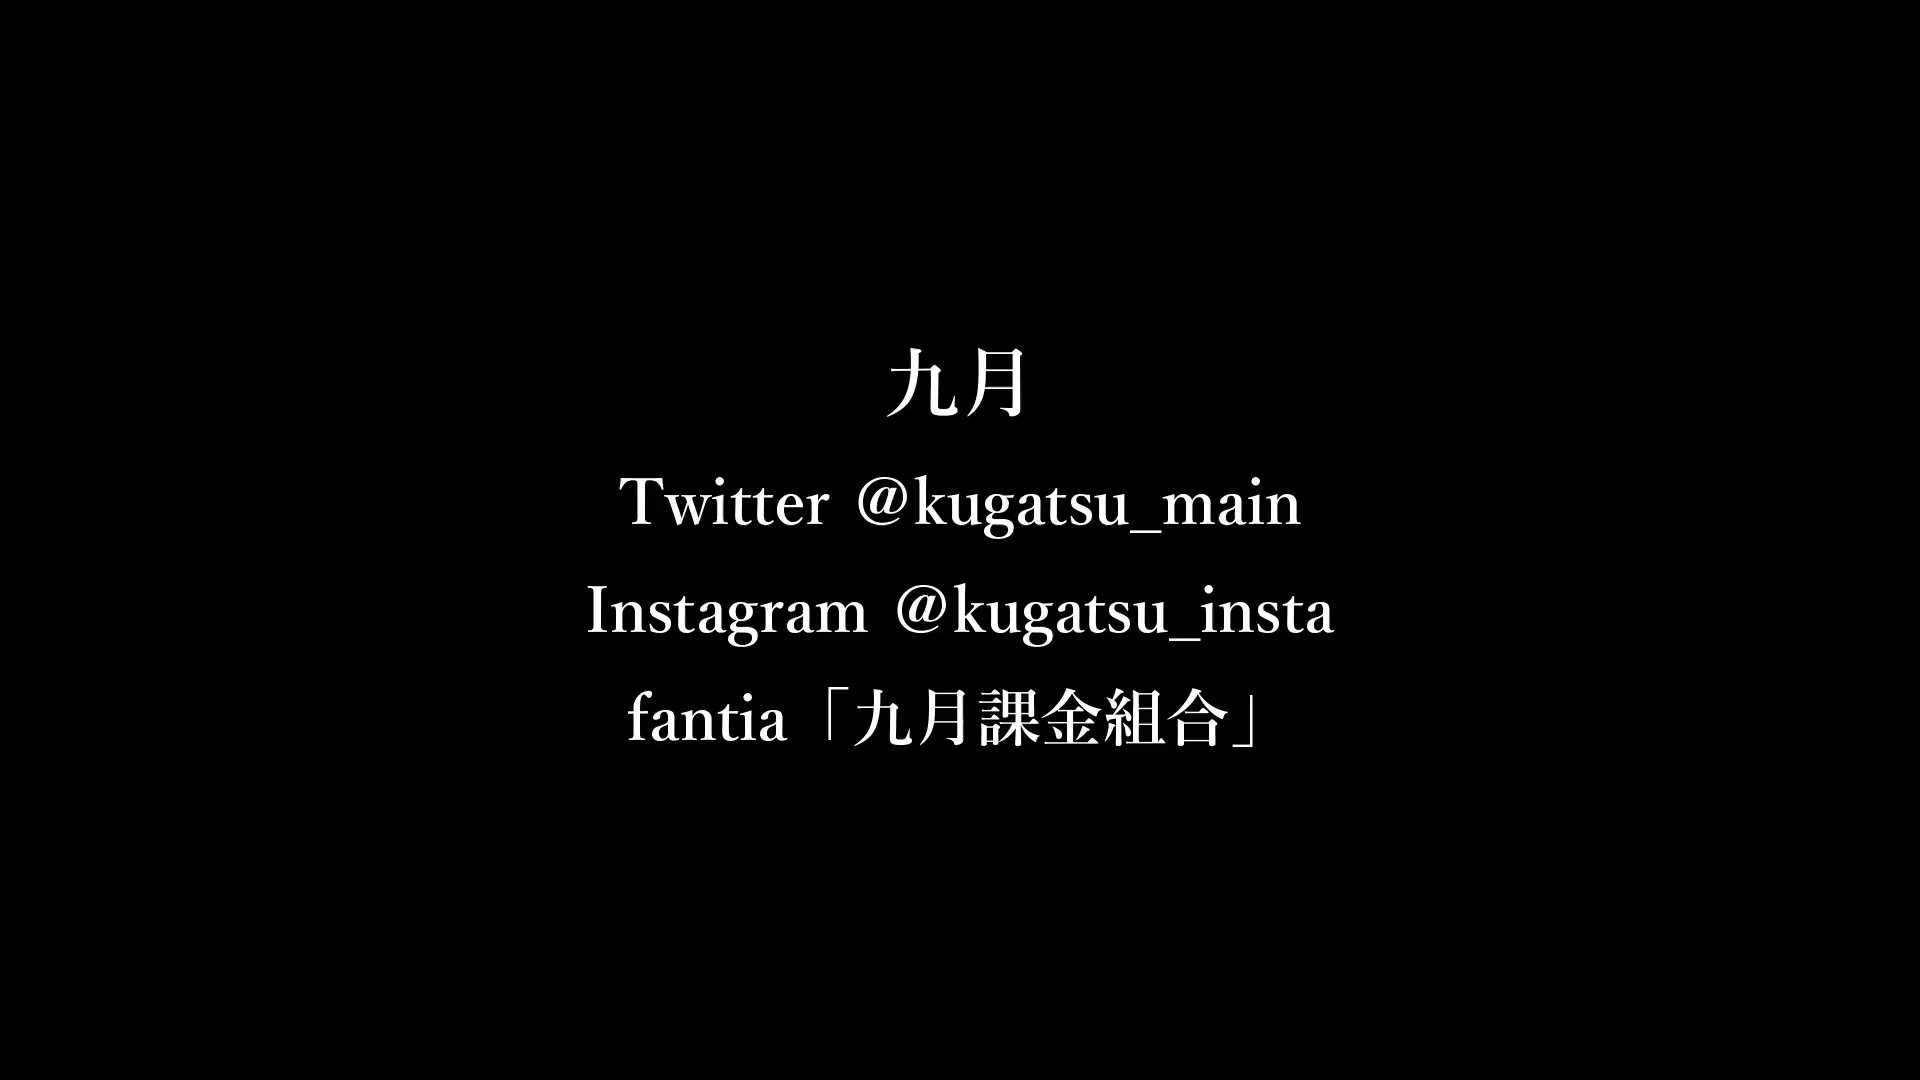 九月
Twitter @kugatsu_main
Instagram @kugatsu_insta
fantia「九月課金組合」